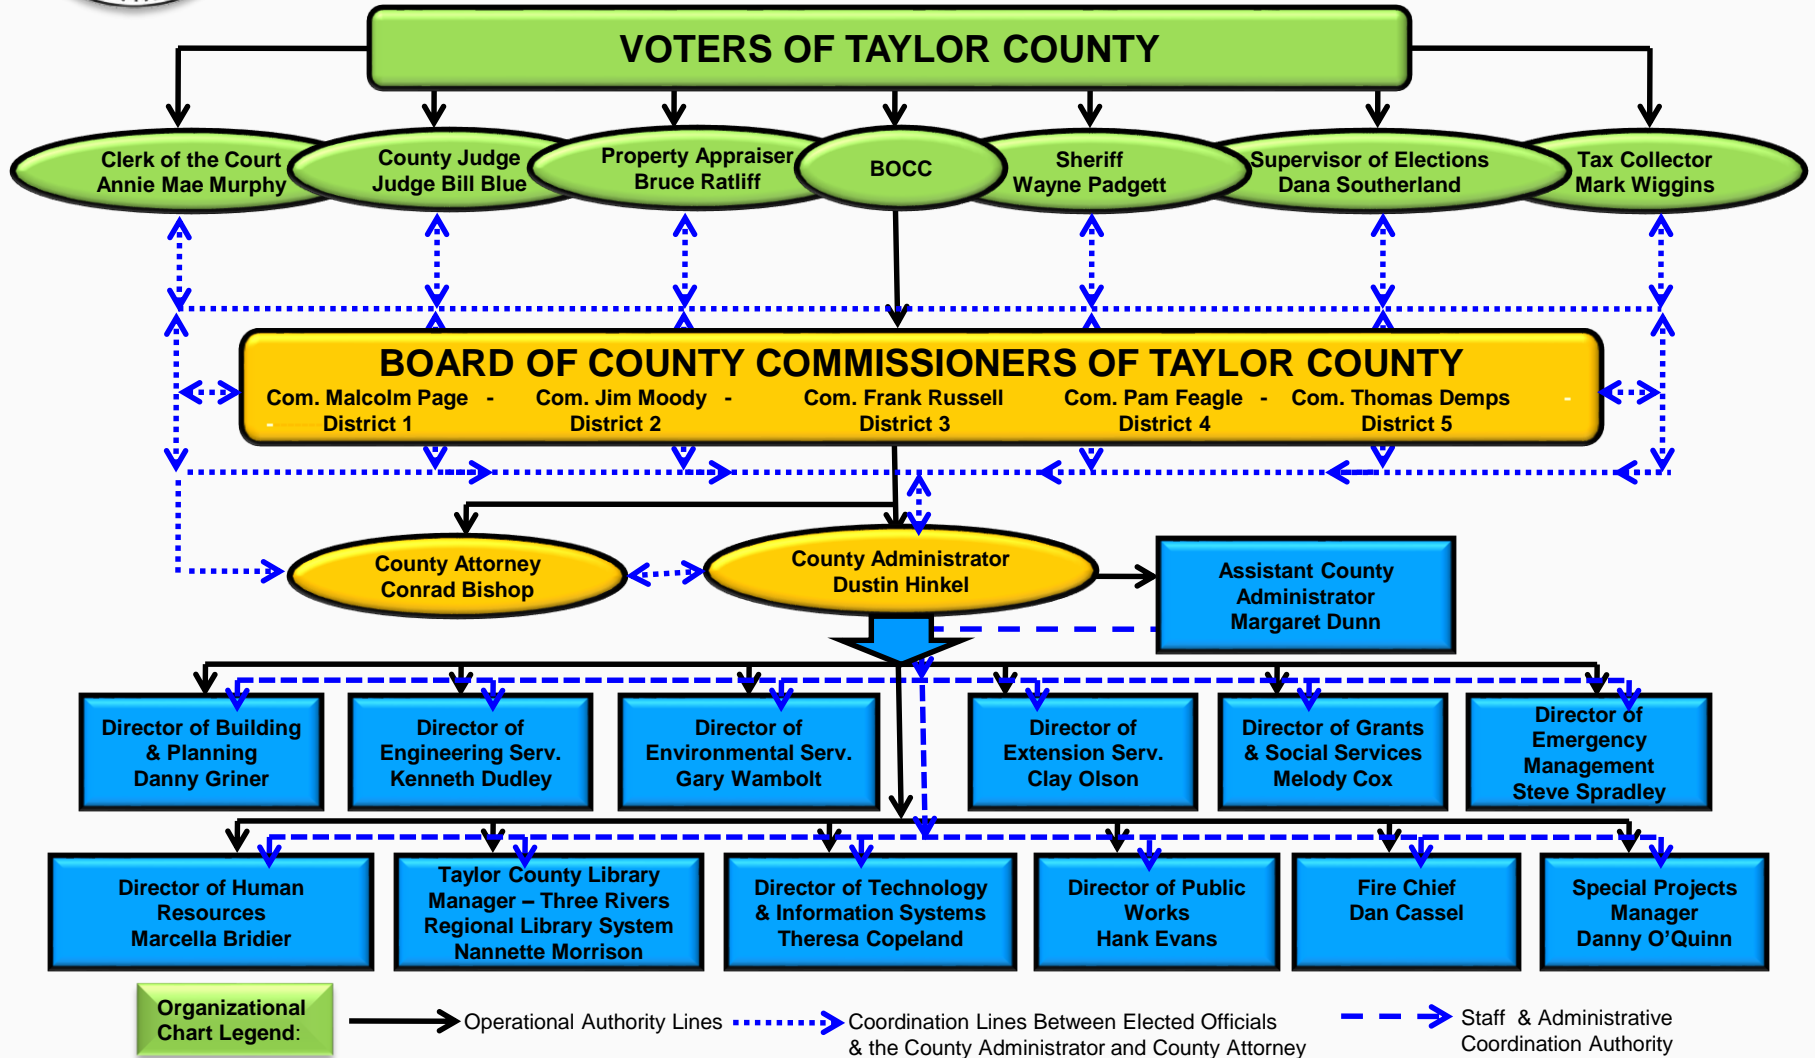 VOTERS OF TAYLOR COUNTY
Clerk of the Court
Annie Mae Murphy
County Judge
Judge Bill Blue
Property Appraiser
Bruce Ratliff
BOCC
Sheriff
Wayne Padgett
Supervisor of Elections
Dana Southerland
Tax Collector
Mark Wiggins
BOARD OF COUNTY COMMISSIONERS OF TAYLOR COUNTY
Com. Malcolm Page - Com. Jim Moody - Com. Frank Russell Com. Pam Feagle - Com. Thomas Demps -
- District 1 District 2 District 3 District 4 District 5
County Attorney
Conrad Bishop
County Administrator
Dustin Hinkel
Assistant County
Administrator
Margaret Dunn
Director of Building
& Planning
Danny Griner
Director of
Engineering Serv.
Kenneth Dudley
Director of
Environmental Serv.
Gary Wambolt
Director of
Extension Serv.
Clay Olson
Director of Grants
& Social Services
Melody Cox
Director of
Emergency
Management
Steve Spradley
Director of Human
Resources
Marcella Bridier
Taylor County Library
Manager – Three Rivers
Regional Library System
Nannette Morrison
Director of Technology
& Information Systems
Theresa Copeland
Director of Public
Works
Hank Evans
Fire Chief
Dan Cassel
Special Projects
Manager
Danny O’Quinn
Organizational
Chart Legend:
Operational Authority Lines
Coordination Lines Between Elected Officials
& the County Administrator and County Attorney
Staff & Administrative
Coordination Authority